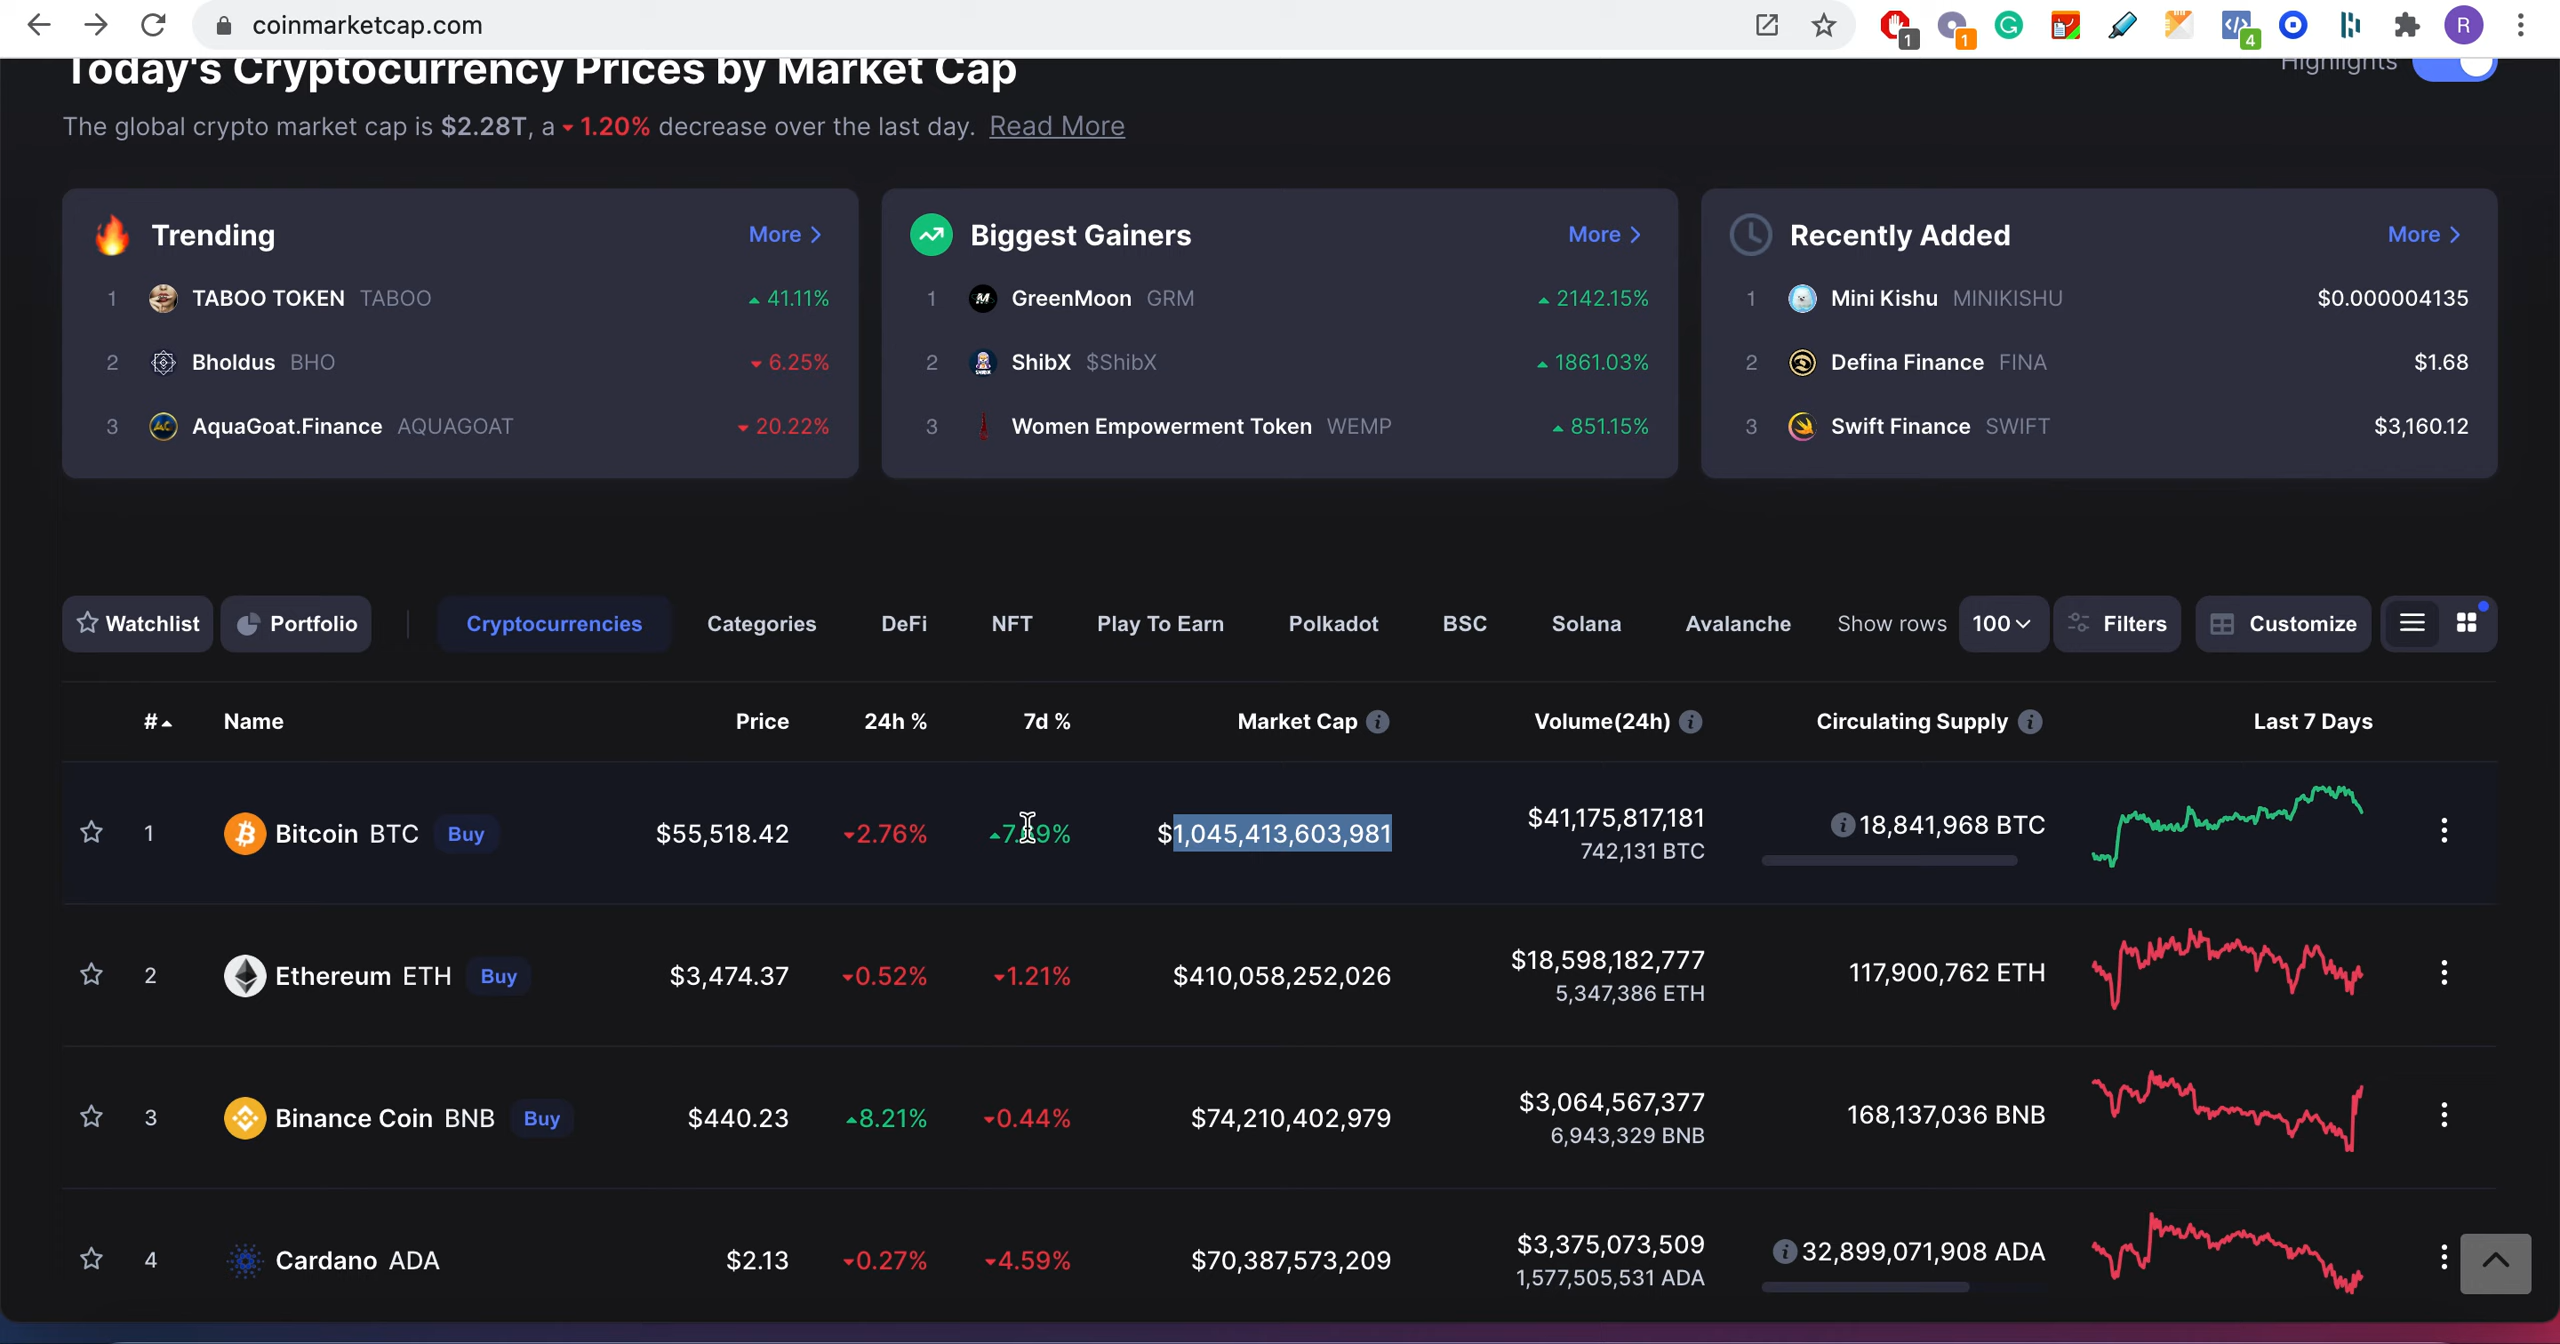 coinmarketcap.com
1
1
4
R
Today's Cryptocurrency Prices by Market Cap
Highlights
The global crypto market cap is $2.28T, a 1.20% decrease over the last day. Read More
Trending More
1 TABOO TOKEN TABOO 41.11%
2 Bholdus BHO 6.25%
3 AquaGoat.Finance AQUAGOAT 20.22%
Biggest Gainers More
1 GreenMoon GRM 2142.15%
2 ShibX $ShibX 1861.03%
3 Women Empowerment Token WEMP 851.15%
Recently Added More
1 Mini Kishu MINIKISHU $0.000004135
2 Defina Finance FINA $1.68
3 Swift Finance SWIFT $3,160.12
Watchlist Portfolio Cryptocurrencies Categories DeFi NFT Play To Earn Polkadot BSC Solana Avalanche Show rows 100 Filters Customize
# Name Price 24h % 7d % Market Cap Volume(24h) Circulating Supply Last 7 Days
1 Bitcoin BTC Buy $55,518.42 2.76% $1,045,413,603,981 $41,175,817,181 18,841,968 BTC
742,131 BTC
2 Ethereum ETH Buy $3,474.37 0.52% 1.21% $410,058,252,026 $18,598,182,777 117,900,762 ETH
5,347,386 ETH
3 Binance Coin BNB Buy $440.23 8.21% 0.44% $74,210,402,979 $3,064,567,377 168,137,036 BNB
6,943,329 BNB
4 Cardano ADA $2.13 0.27% 4.59% $70,387,573,209 $3,375,073,509 32,899,071,908 ADA
1,577,505,531 ADA